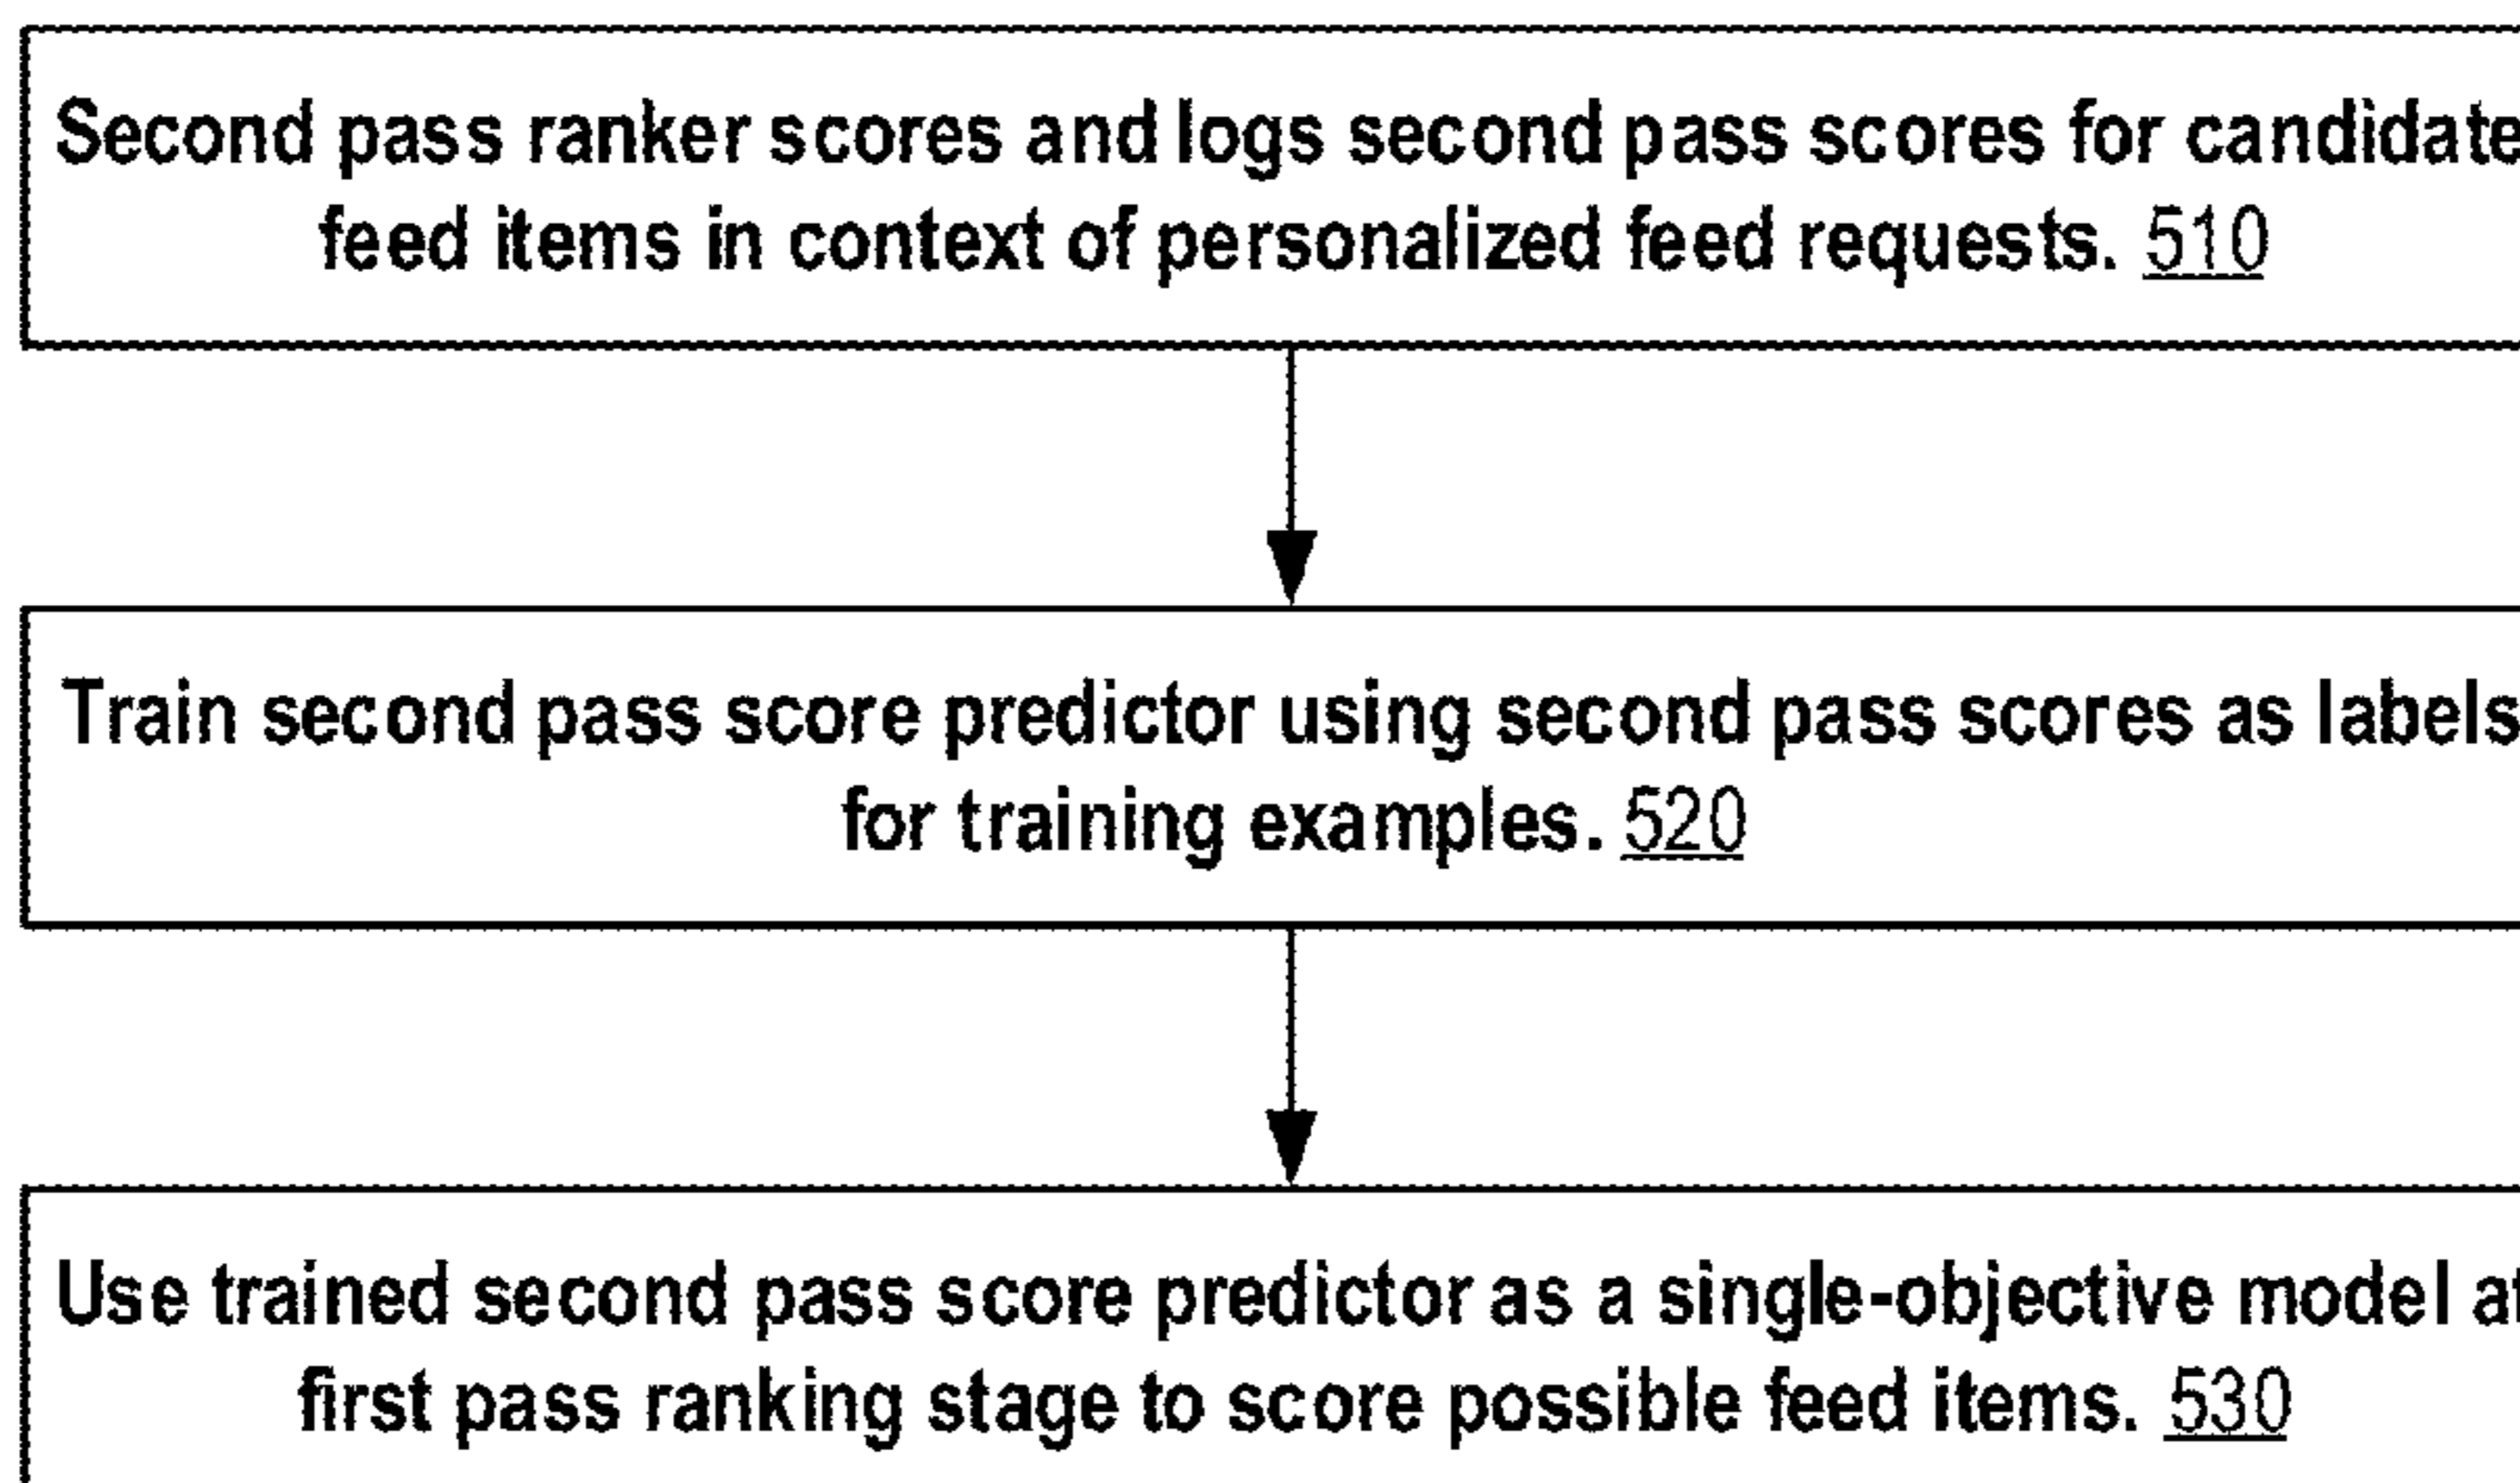 Second pass ranker scores and logs second pass scores for candidate
feed items in context of personalized feed requests. 510
Train second pass score predictor using second pass scores as labels
for training examples. 520
Use trained second pass score predictor as a single-objective model at
first pass ranking stage to score possible feed items. 530